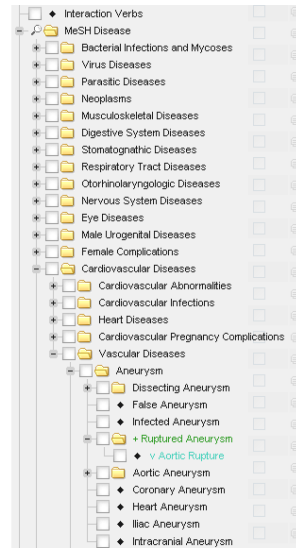 Interaction Verbs
MeSH Disease
Bacterial Infections and Mycoses
Virus Diseases
Parasitic Diseases
Neoplasms
Musculoskeletal Diseases
Digestive System Diseases
Stomatognathic Diseases
Respiratory Tract Diseases
Otorhinolaryngologic Diseases
Nervous System Diseases
Eye Diseases
Male Urogenital Diseases
Female Complications
Cardiovascular Diseases
Cardiovascular Abnormalities
Cardiovascular Infections
Heart Diseases
Cardiovascular Pregnancy Complications
Vascular Diseases
Aneurysm
Dissecting Aneurysm
False Aneurysm
Infected Aneurysm
+ Ruptured Aneurysm
v Aortic Rupture
Aortic Aneurysm
Coronary Aneurysm
Heart Aneurysm
Iliac Aneurysm
Intracranial Aneurysm